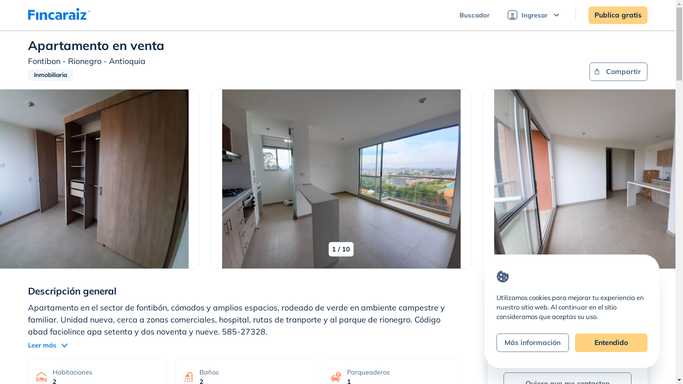 Fincaraiz
Buscador
Ingresar
Publica gratis
Apartamento en venta
Fontibon - Rionegro - Antioquia
Inmobiliaria
Compartir
1 / 10
Descripción general
Apartamento en el sector de fontibón, cómodos y amplios espacios, rodeado de verde en ambiente campestre y
familiar. Unidad nueva, cerca a zonas comerciales, hospital, rutas de tranporte y al parque de rionegro. Código
abad faciolince apa setenta y dos noventa y nueve. 585-27328.
Leer más
Habitaciones
2
Baños
2
Parqueaderos
1
Utilizamos cookies para mejorar tu experiencia en
nuestro sitio web. Al continuar en el sitio
consideramos que aceptas su uso.
Más información
Entendido
Quiero que me contacten